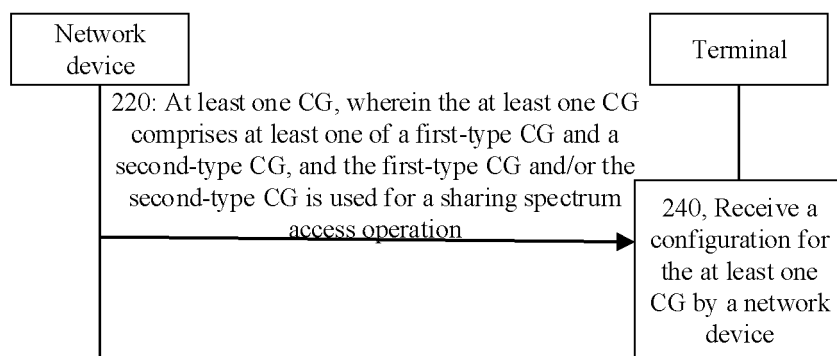 Network
device
Terminal
220: At least one CG, wherein the at least one CG
comprises at least one of a first-type CG and a
second-type CG, and the first-type CG and/or the
second-type CG is used for a sharing spectrum
access operation
240, Receive a
configuration for
the at least one
CG by a network
device